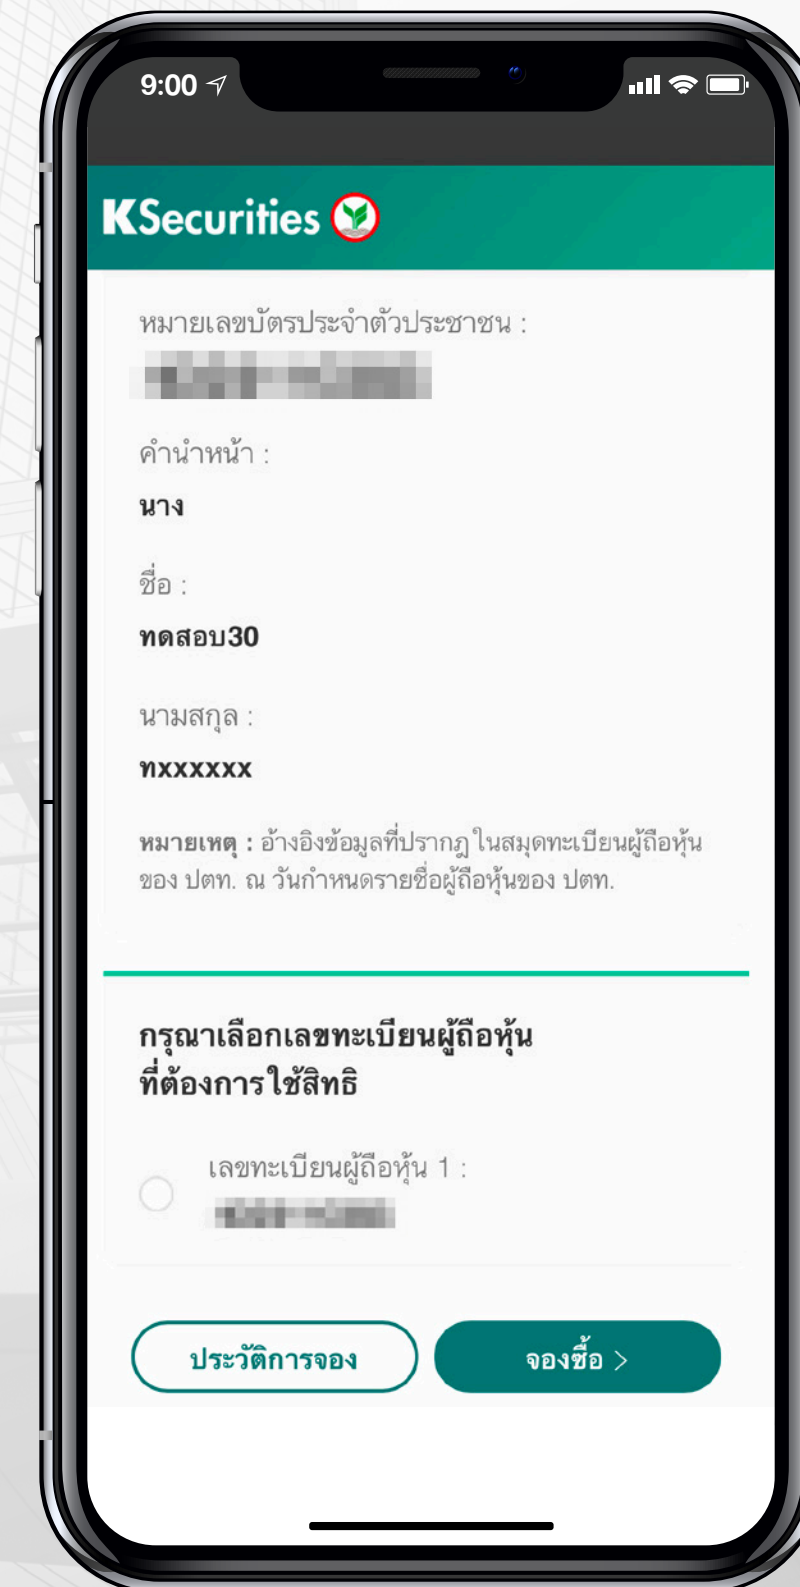 9:00
KSecurities
หมายเลขบัตรประจำตัวประชาชน :
คำนำหน้า :
นาง
ชื่อ :
ทดสอบ30
นามสกุล :
ทxxxxxx
หมายเหตุ : อ้างอิงข้อมูลที่ปรากฎในสมุดทะเบียนผู้ถือหุ้น
ของ ปตท. ณ วันกำหนดรายชื่อผู้ถือหุ้นของ ปตท.
กรุณาเลือกเลขทะเบียนผู้ถือหุ้น
ที่ต้องการใช้สิทธิ
เลขทะเบียนผู้ถือหุ้น 1 :
ประวัติการจอง
จองซื้อ >